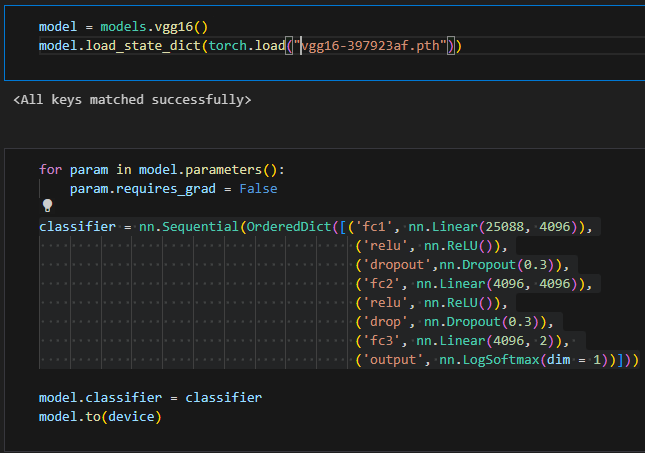 model = models.vgg16()
model.load_state_dict(torch.load("vgg16-397923af.pth"))
<All keys matched successfully>
for param in model.parameters():
    param.requires_grad = False
classifier = nn.Sequential(OrderedDict([('fc1', nn.Linear(25088, 4096)),
                                        ('relu', nn.ReLU()),
                                        ('dropout',nn.Dropout(0.3)),
                                        ('fc2', nn.Linear(4096, 4096)),
                                        ('relu', nn.ReLU()),
                                        ('drop', nn.Dropout(0.3)),
                                        ('fc3', nn.Linear(4096, 2)),
                                        ('output', nn.LogSoftmax(dim = 1))]))
model.classifier = classifier
model.to(device)